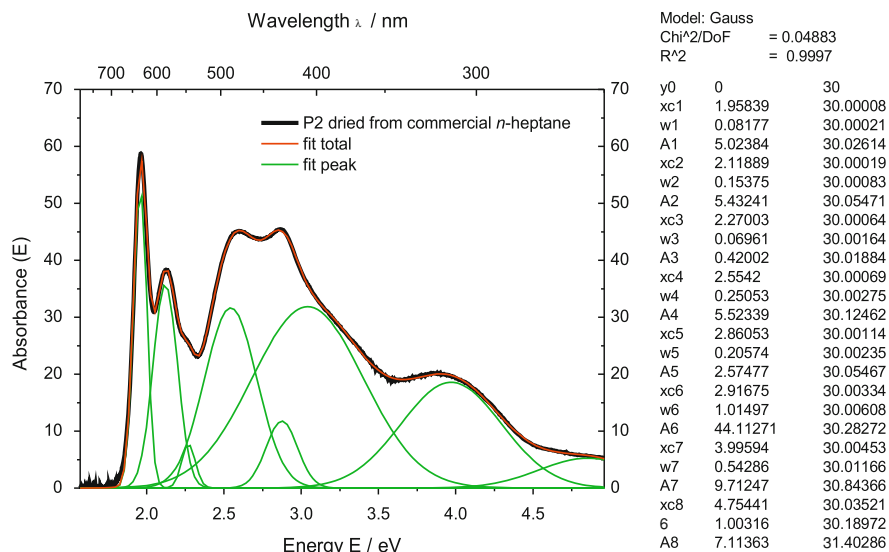 Wavelength λ / nm
700 600 500 400 300
70 70
60 60
50 50
40 40
30 30
20 20
10 10
0 0
2.0 2.5 3.0 3.5 4.0 4.5
Absorbance (E)
Energy E / eV
P2 dried from commercial n-heptane
fit total
fit peak
Model: Gauss
Chi^2/DoF = 0.04883
R^2 = 0.9997
y0 0 30
xc1 1.95839 30.00008
w1 0.08177 30.00021
A1 5.02384 30.02614
xc2 2.11889 30.00019
w2 0.15375 30.00083
A2 5.43241 30.05471
xc3 2.27003 30.00064
w3 0.06961 30.00164
A3 0.42002 30.01884
xc4 2.5542 30.00069
w4 0.25053 30.00275
A4 5.52339 30.12462
xc5 2.86053 30.00114
w5 0.20574 30.00235
A5 2.57477 30.05467
xc6 2.91675 30.00334
w6 1.01497 30.00608
A6 44.11271 30.28272
xc7 3.995594 30.00453
w7 0.54286 30.01166
A7 9.71247 30.84366
xc8 4.75441 30.03521
6 1.00316 30.18972
A8 7.11363 31.40286